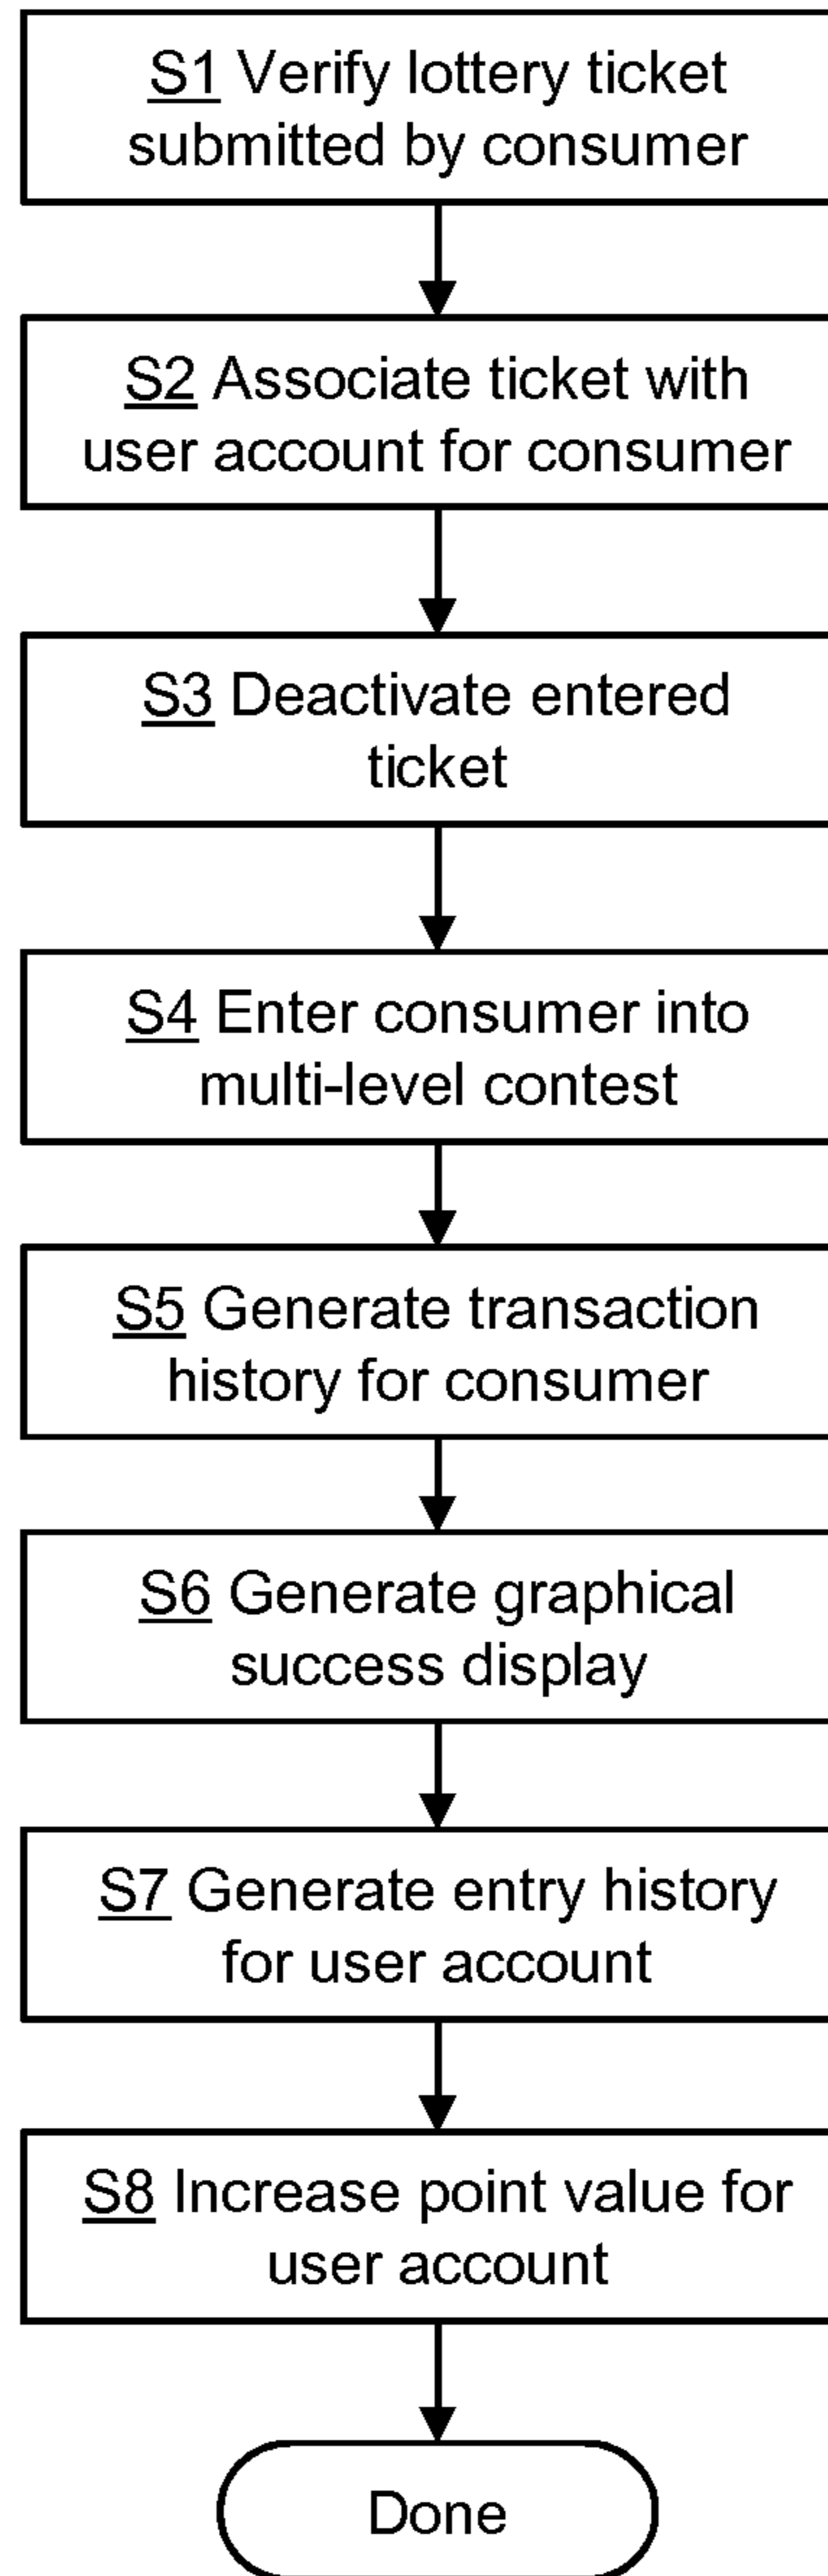 S1 Verify lottery ticket
submitted by consumer
S2 Associate ticket with
user account for consumer
S3 Deactivate entered
ticket
S4 Enter consumer into
multi-level contest
S5 Generate transaction
history for consumer
S6 Generate graphical
success display
S7 Generate entry history
for user account
S8 Increase point value for
user account
Done